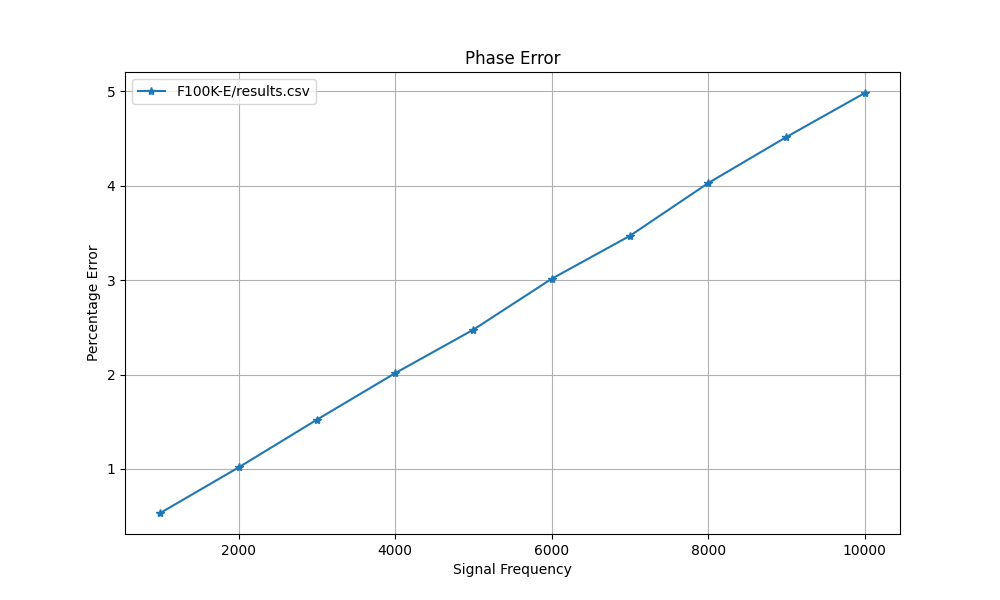 Phase Error
F100K-E/results.csv
Percentage Error
5
4
3
2
1
2000 4000 6000 8000 10000
Signal Frequency